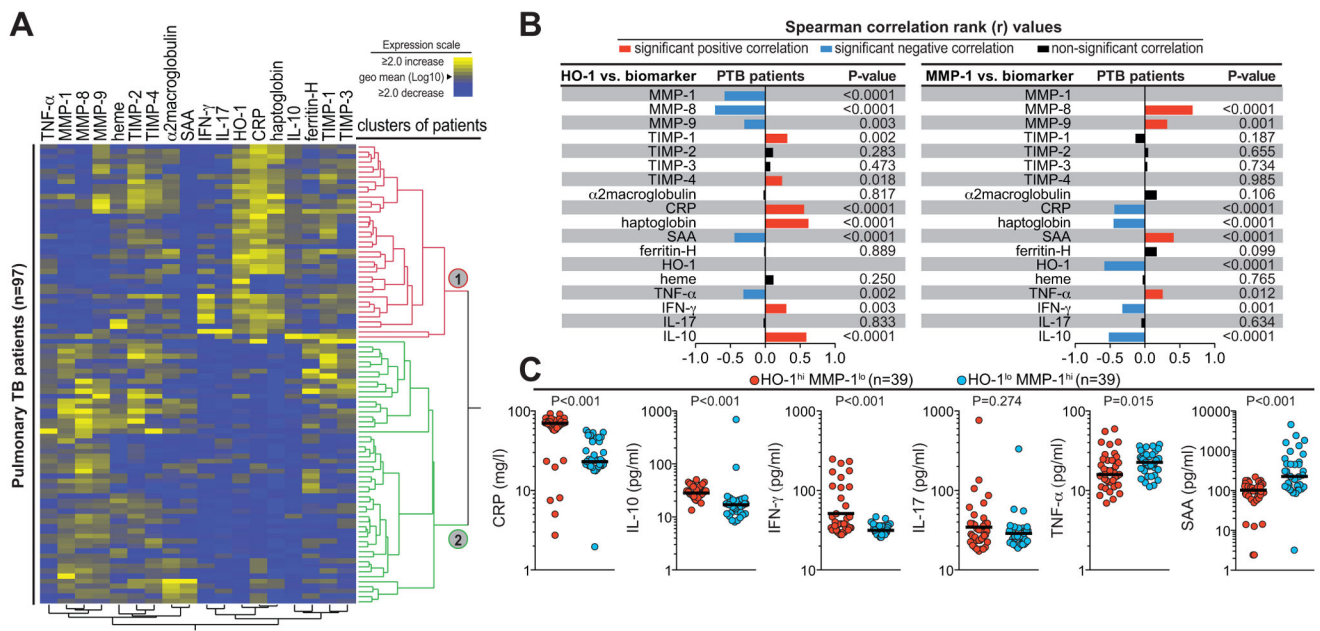 A
Expression scale
≥2.0 increase
geo mean (Log10)
≥2.0 decrease
TNF-α
MMP-1
MMP-8
MMP-9
heme
TIMP-2
TIMP-4
α2macroglobulin
SAA
IFN-γ
IL-17
HO-1
CRP
haptoglobin
IL-10
ferritin-H
TIMP-1
TIMP-3
clusters of patients
Pulmonary TB patients (n=97)
1
2
B
Spearman correlation rank (r) values
significant positive correlation significant negative correlation non-significant correlation
HO-1 vs. biomarker PTB patients P-value
MMP-1 <0.0001
MMP-8 <0.0001
MMP-9 0.003
TIMP-1 0.002
TIMP-2 0.283
TIMP-3 0.473
TIMP-4 0.018
α2macroglobulin 0.817
CRP <0.0001
haptoglobin <0.0001
SAA <0.0001
ferritin-H 0.889
HO-1
heme 0.250
TNF-α 0.002
IFN-γ 0.003
IL-17 0.833
IL-10 <0.0001
-1.0 -0.5 0.0 0.5 1.0
MMP-1 vs. biomarker PTB patients P-value
MMP-1
MMP-8 <0.0001
MMP-9 0.001
TIMP-1 0.187
TIMP-2 0.655
TIMP-3 0.734
TIMP-4 0.985
α2macroglobulin 0.106
CRP <0.0001
haptoglobin <0.0001
SAA <0.0001
ferritin-H 0.099
HO-1 <0.0001
heme 0.765
TNF-α 0.012
IFN-γ 0.001
IL-17 0.634
IL-10 <0.0001
-1.0 -0.5 0.0 0.5 1.0
C
HO-1hi MMP-1lo (n=39) HO-1lo MMP-1hi (n=39)
P<0.001
CRP (mg/l)
100
10
1
P<0.001
IL-10 (pg/ml)
1000
100
10
1
P<0.001
IFN-γ (pg/ml)
1000
100
10
P=0.274
IL-17 (pg/ml)
1000
100
10
P=0.015
TNF-α (pg/ml)
100
10
1
P<0.001
SAA (pg/ml)
10000
1000
100
10
1